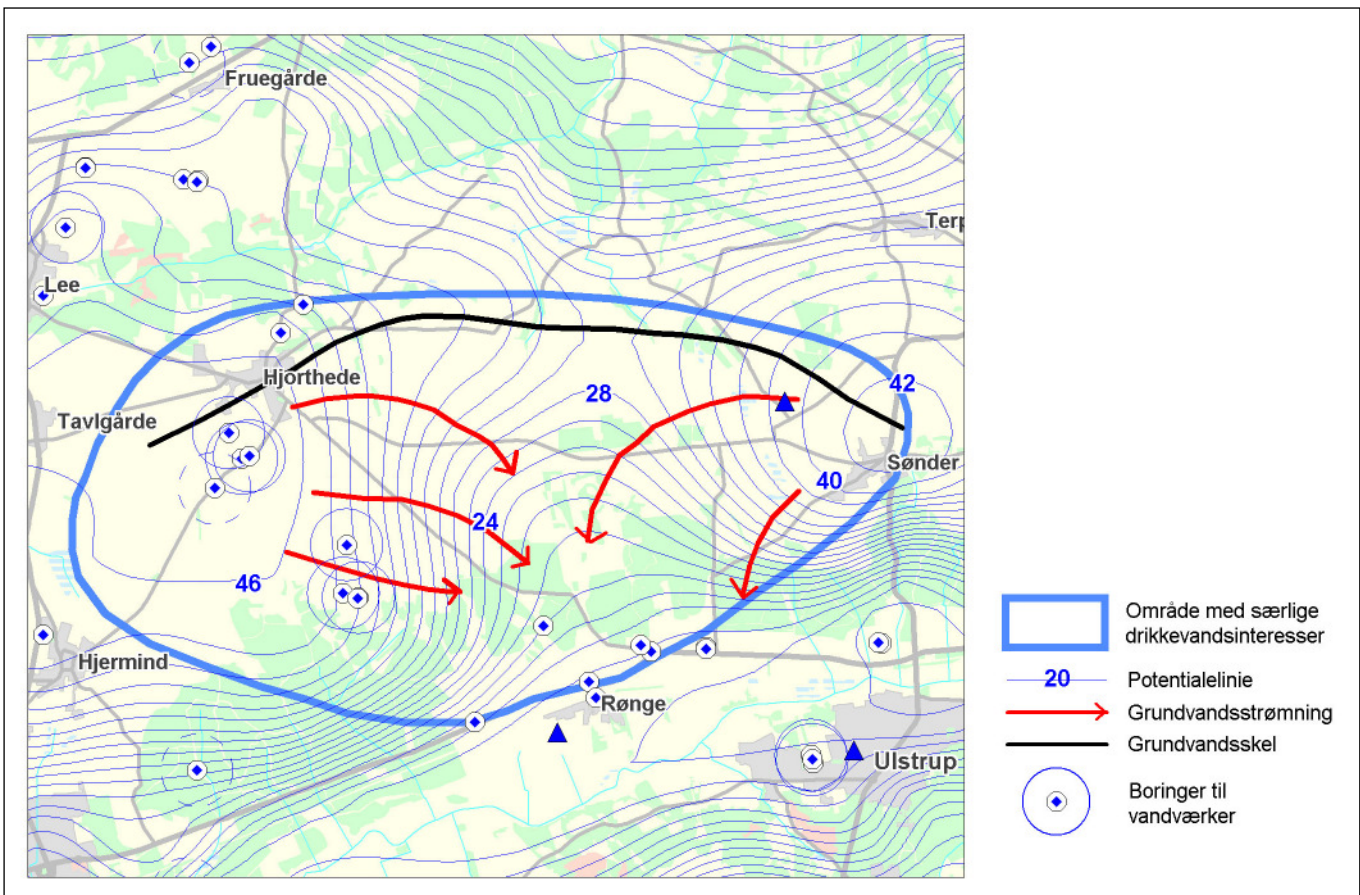 Fruegårde
Terp
Lee
Hjorthede
28
42
Tavlgårde
Sønder
40
24
46
Hjermind
Rønge
Ulstrup
Område med særlige
drikkevandsinteresser
20
Potentialelinie
Grundvandsstrømning
Grundvandsskel
Boringer til
vandværker